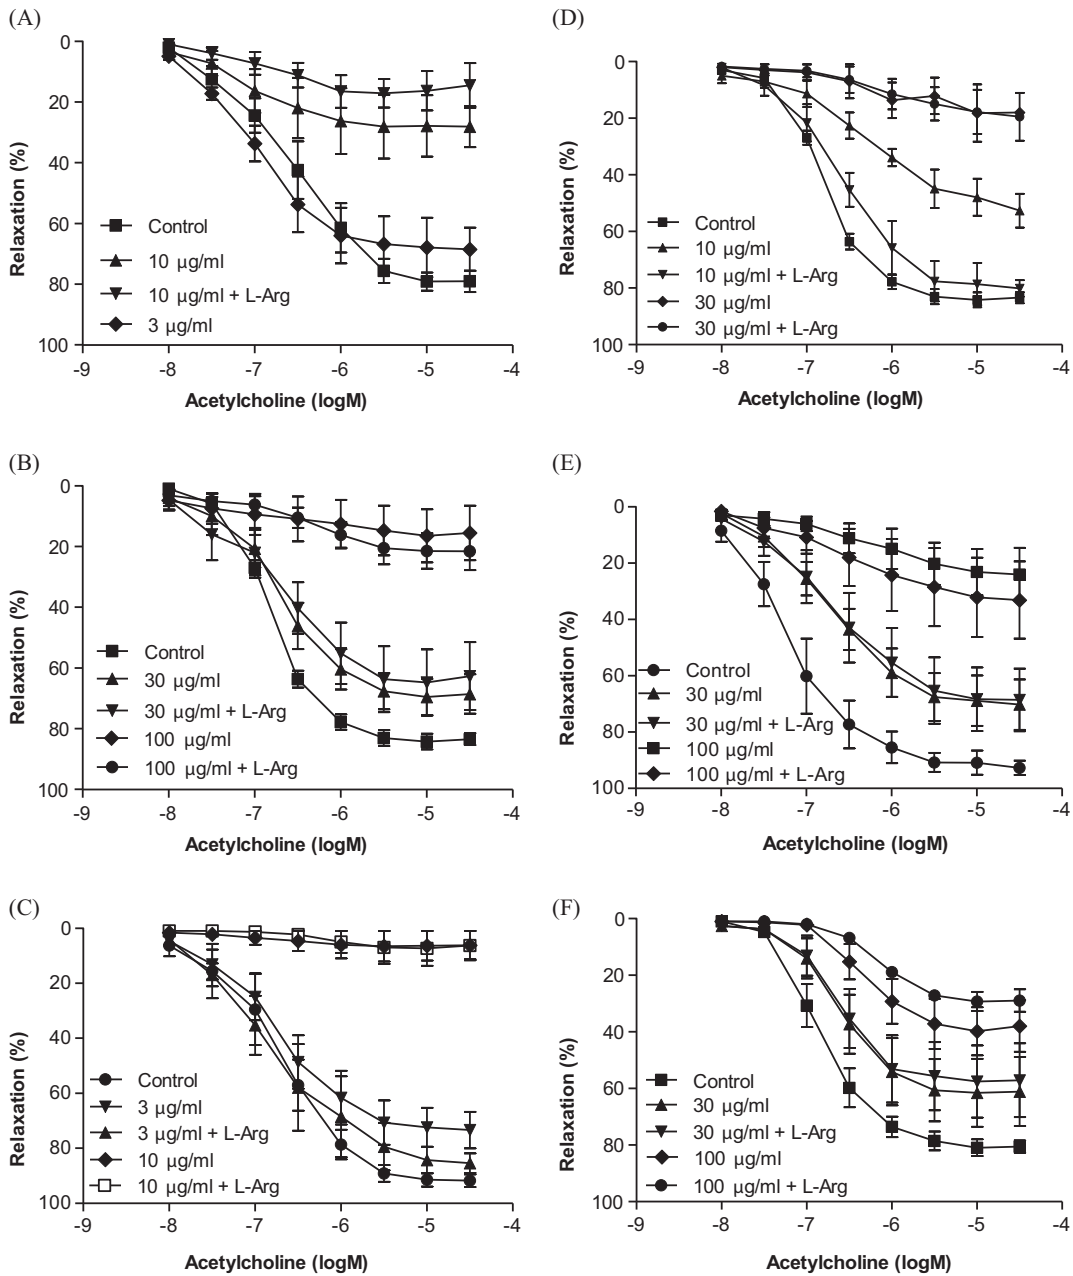 (A)
0
20
40
60
80
100
Relaxation (%)
Control
10 µg/ml
10 µg/ml + L-Arg
3 µg/ml
-9 -8 -7 -6 -5 -4
Acetylcholine (logM)
(D)
0
20
40
60
80
100
Relaxation (%)
Control
10 µg/ml
10 µg/ml + L-Arg
30 µg/ml
30 µg/ml + L-Arg
-9 -8 -7 -6 -5 -4
Acetylcholine (logM)
(B)
0
20
40
60
80
100
Relaxation (%)
Control
30 µg/ml
30 µg/ml + L-Arg
100 µg/ml
100 µg/ml + L-Arg
-9 -8 -7 -6 -5 -4
Acetylcholine (logM)
(E)
0
20
40
60
80
100
Relaxation (%)
Control
30 µg/ml
30 µg/ml + L-Arg
100 µg/ml
100 µg/ml + L-Arg
-9 -8 -7 -6 -5 -4
Acetylcholine (logM)
(C)
0
20
40
60
80
100
Relaxation (%)
Control
3 µg/ml
3 µg/ml + L-Arg
10 µg/ml
10 µg/ml + L-Arg
-9 -8 -7 -6 -5 -4
Acetylcholine (logM)
(F)
0
20
40
60
80
100
Relaxation (%)
Control
30 µg/ml
30 µg/ml + L-Arg
100 µg/ml
100 µg/ml + L-Arg
-9 -8 -7 -6 -5 -4
Acetylcholine (logM)